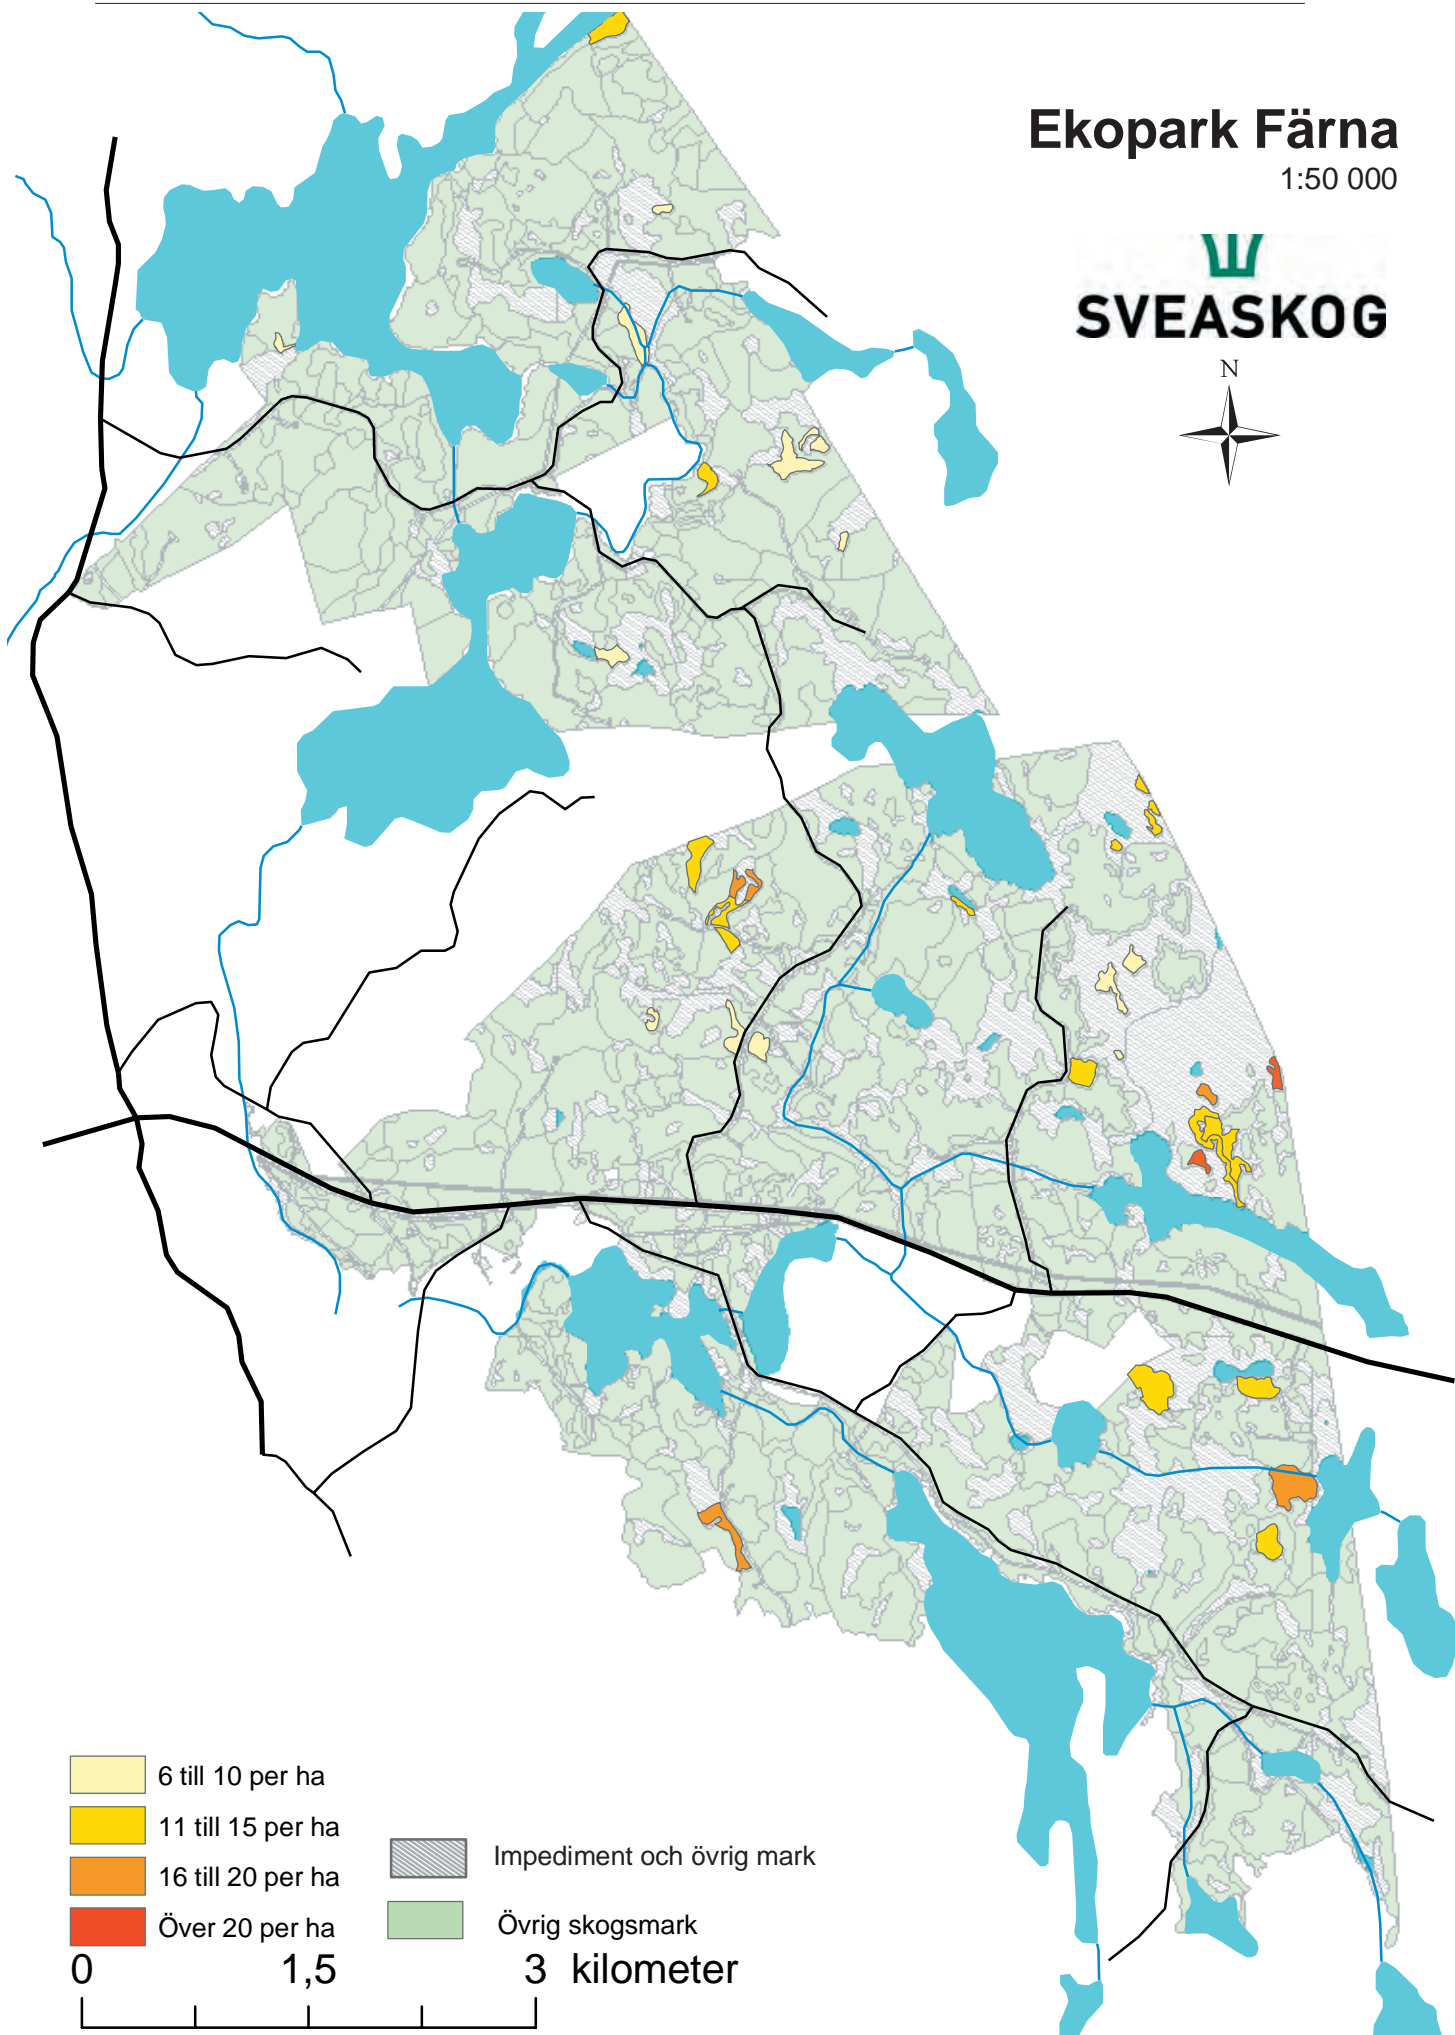 Ekopark Färna
1:50 000
SVEASKOG
N
6 till 10 per ha
11 till 15 per ha
16 till 20 per ha
Över 20 per ha
Impediment och övrig mark
Övrig skogsmark
0 1,5 3 kilometer